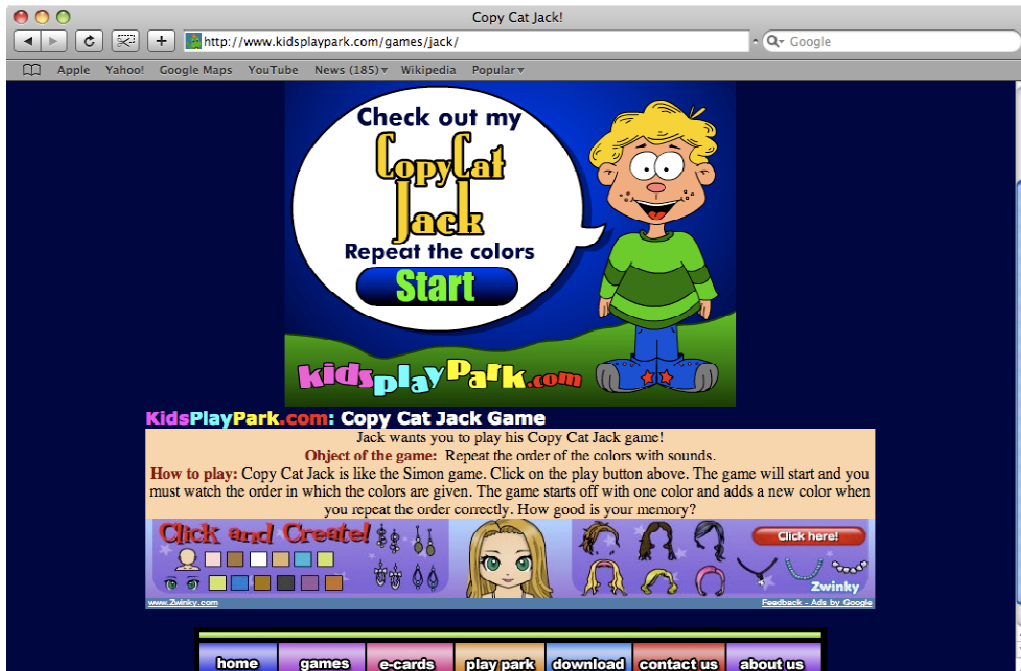 Copy Cat Jack!
http://www.kidsplaypark.com/games/jack/
Google
Apple Yahoo! Google Maps YouTube News (185) Wikipedia Popular
Check out my
CopyCat
Jack
Repeat the colors
Start
kidsplayPark.com
KidsPlayPark.com: Copy Cat Jack Game
Jack wants you to play his Copy Cat Jack game!
Object of the game: Repeat the order of the colors with sounds.
How to play: Copy Cat Jack is like the Simon game. Click on the play button above. The game will start and you
must watch the order in which the colors are given. The game starts off with one color and adds a new color when
you repeat the order correctly. How good is your memory?
Click and Create!
Click here!
Zwinky
www.Zwinky.com
Feedback - Ads by Google
home games e-cards play park download contact us about us